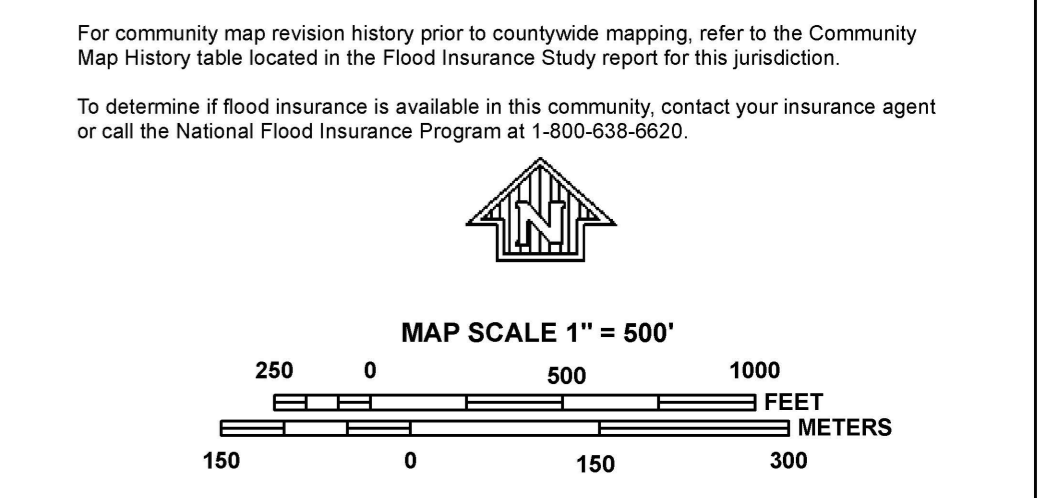 For community map revision history prior to countywide mapping, refer to the Community
Map History table located in the Flood Insurance Study report for this jurisdiction.
To determine if flood insurance is available in this community, contact your insurance agent
or call the National Flood Insurance Program at 1-800-638-6620.
N
MAP SCALE 1" = 500'
250 0 500 1000
FEET
METERS
150 0 150 300